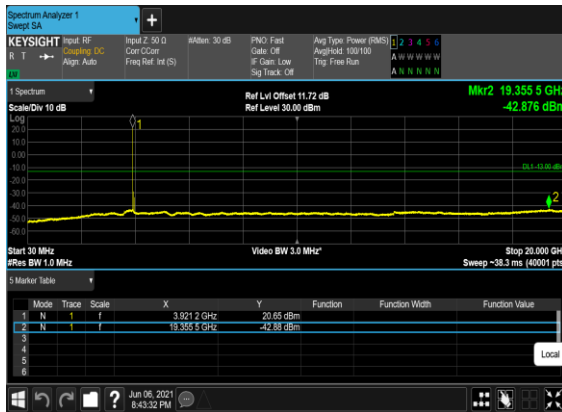 Spectrum Analyzer 1
Swept SA
+
KEYSIGHT Input: RF Input Z: 50 Ω #Atten: 30 dB PNO: Fast Avg Type: Power (RMS) 1 2 3 4 5 6
R T Coupling: DC Corr CCorr Gate: Off Avg|Hold: 100/100 A W W W W W
Align: Auto Freq Ref: Int (S) IF Gain: Low Trig: Free Run
Sig Track: Off A N N N N N
1 Spectrum
Ref Lvl Offset 11.72 dB Mkr2 19.355 5 GHz
Scale/Div 10 dB Ref Level 30.00 dBm -42.876 dBm
Log
1
20.0
10.0
0.00
-10.0 DL1 -13.00 dBm
-20.0
-30.0
-40.0 2
-50.0
-60.0
Start 30 MHz Video BW 3.0 MHz* Stop 20.000 GHz
#Res BW 1.0 MHz Sweep ~38.3 ms (40001 pts)
5 Marker Table
Mode Trace Scale X Y Function Function Width Function Value
1 N 1 f 3.921 2 GHz 20.65 dBm
2 N 1 f 19.355 5 GHz -42.88 dBm
3
4
5
6
Local
? Jun 06, 2021
8:43:32 PM